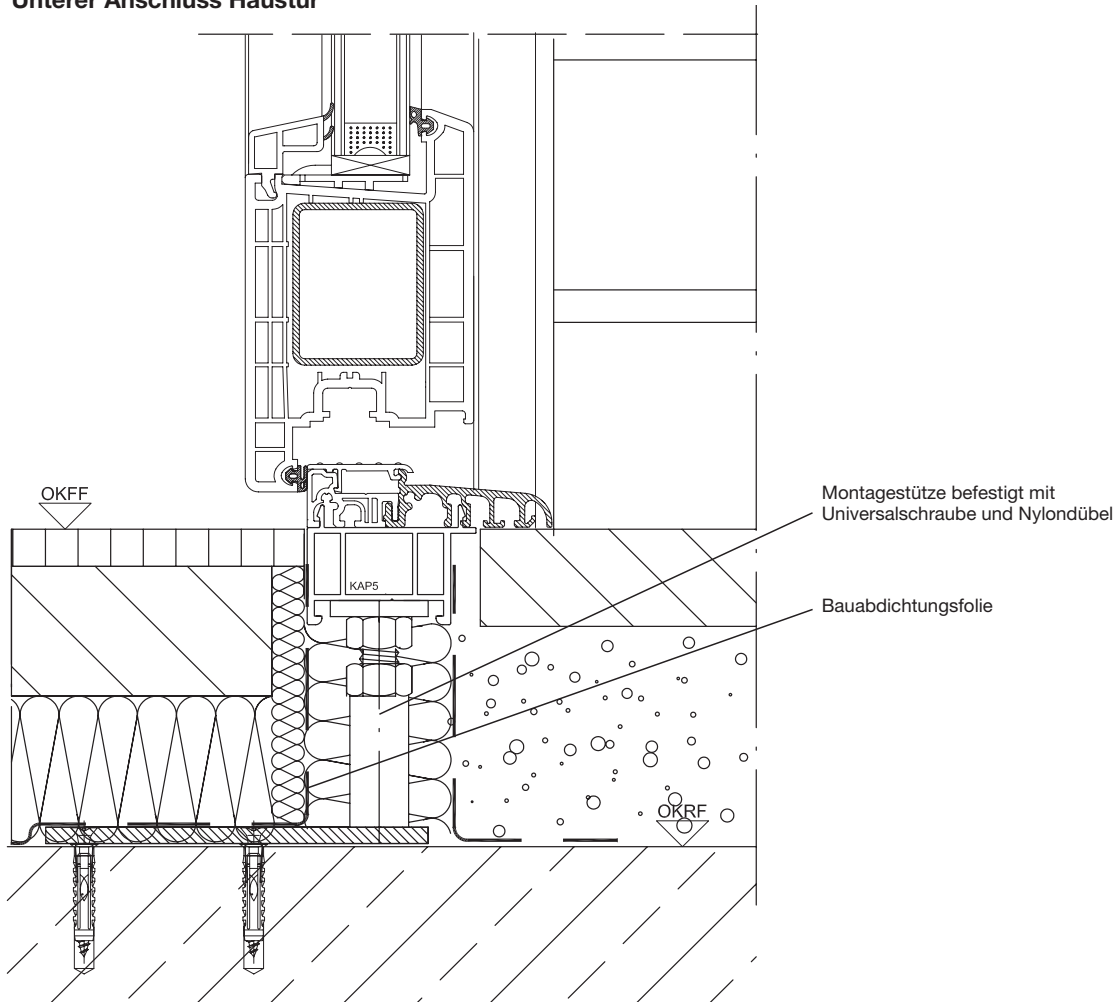 Unterer Anschluss Haustür
OKFF
Montagestütze befestigt mit
Universalschraube und Nylondübel
KAP5
Bauabdichtungsfolie
OKRF